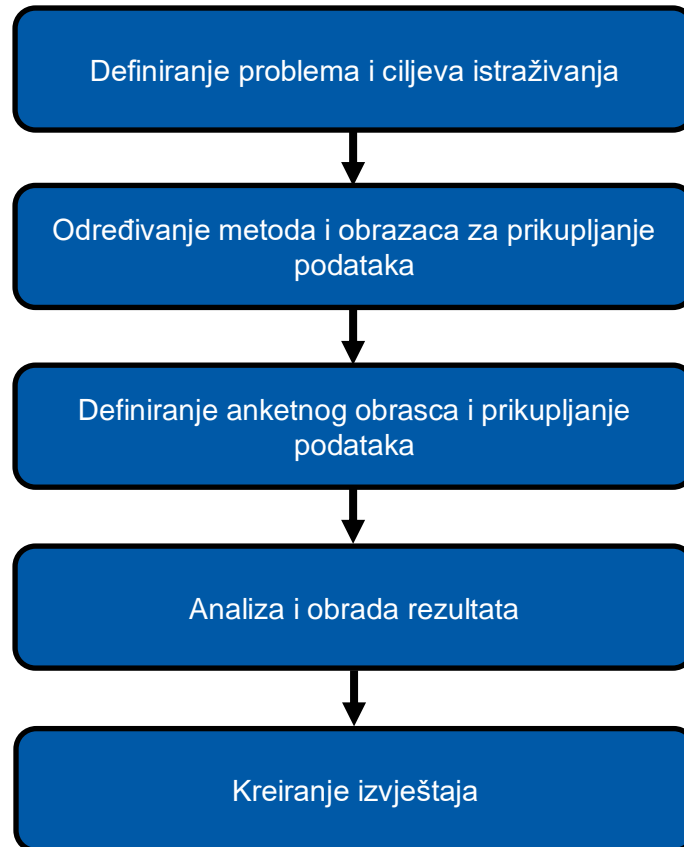 Definiranje problema i ciljeva istraživanja
Određivanje metoda i obrazaca za prikupljanje
podataka
Definiranje anketnog obrasca i prikupljanje
podataka
Analiza i obrada rezultata
Kreiranje izvještaja